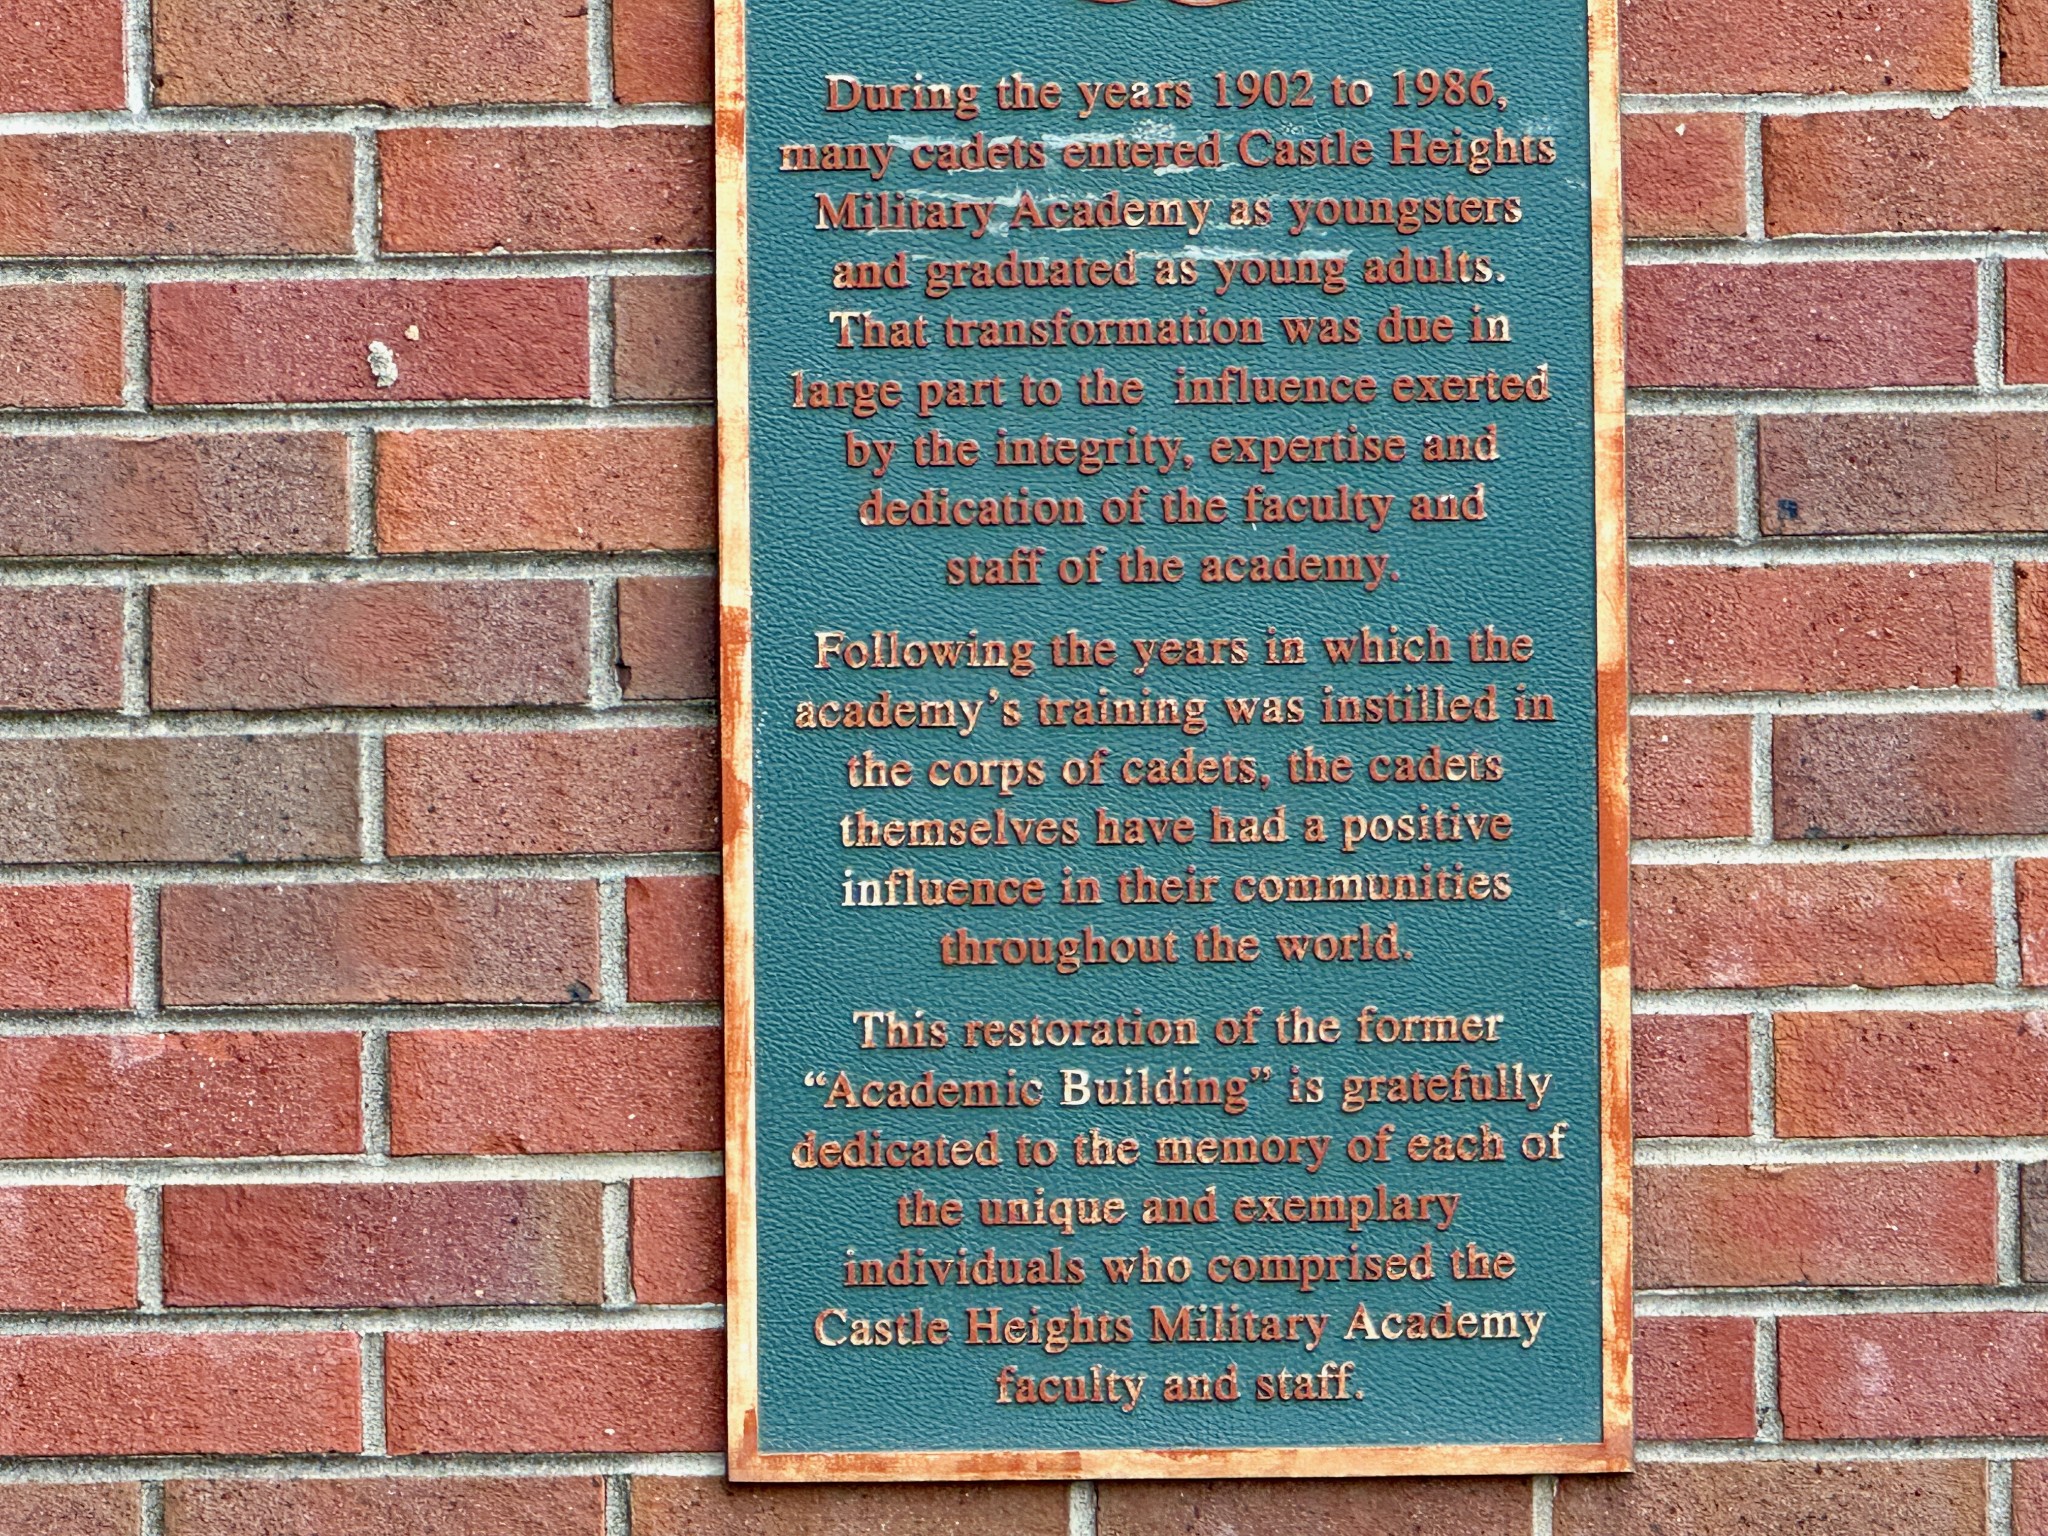 During the years 1902 to 1986,
many cadets entered Castle Heights
Military Academy as youngsters
and graduated as young adults.
That transformation was due in
large part to the influence exerted
by the integrity, expertise and
dedication of the faculty and
staff of the academy.
Following the years in which the
academy’s training was instilled in
the corps of cadets, the cadets
themselves have had a positive
influence in their communities
throughout the world.
This restoration of the former
“Academic Building” is gratefully
dedicated to the memory of each of
the unique and exemplary
individuals who comprised the
Castle Heights Military Academy
faculty and staff.